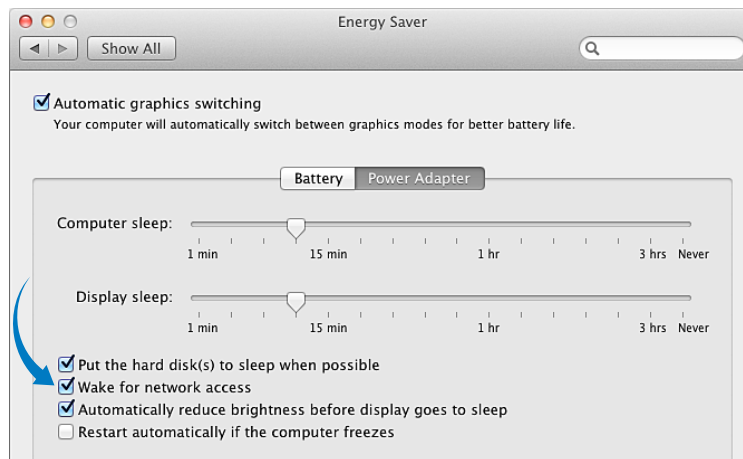 Energy Saver
Show All
Automatic graphics switching
Your computer will automatically switch between graphics modes for better battery life.
Battery Power Adapter
Computer sleep:
1 min 15 min 1 hr 3 hrs Never
Display sleep:
1 min 15 min 1 hr 3 hrs Never
Put the hard disk(s) to sleep when possible
Wake for network access
Automatically reduce brightness before display goes to sleep
Restart automatically if the computer freezes